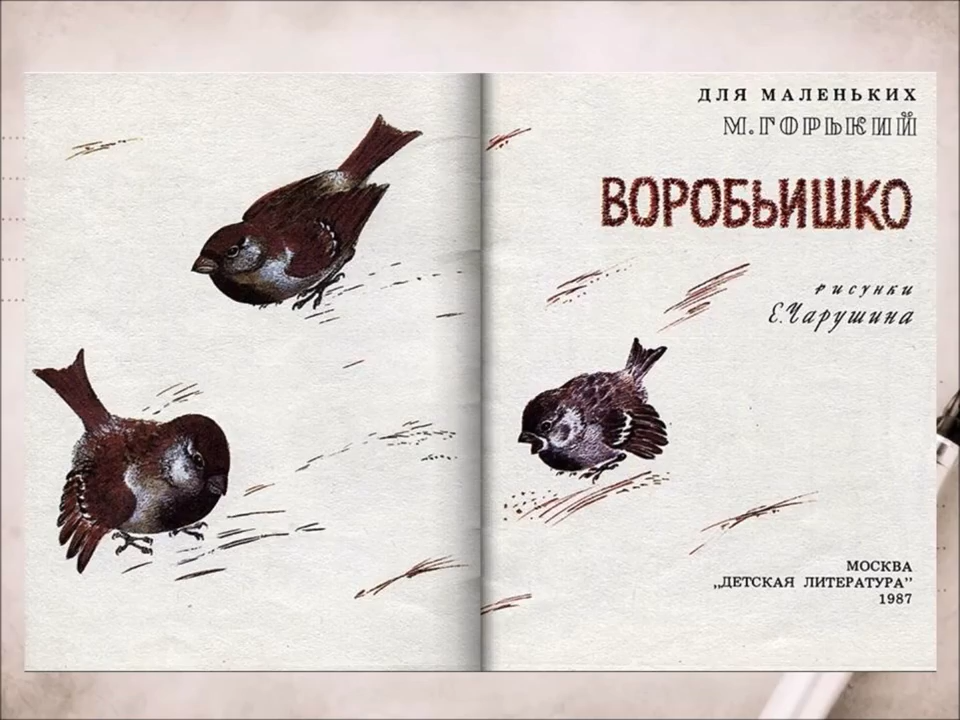 ДЛЯ МАЛЕНЬКИХ
М.ГОРЬКИЙ
ВОРОБЬИШКО
рисунки
Е.Чарушина
МОСКВА
„ДЕТСКАЯ ЛИТЕРАТУРА”
1987